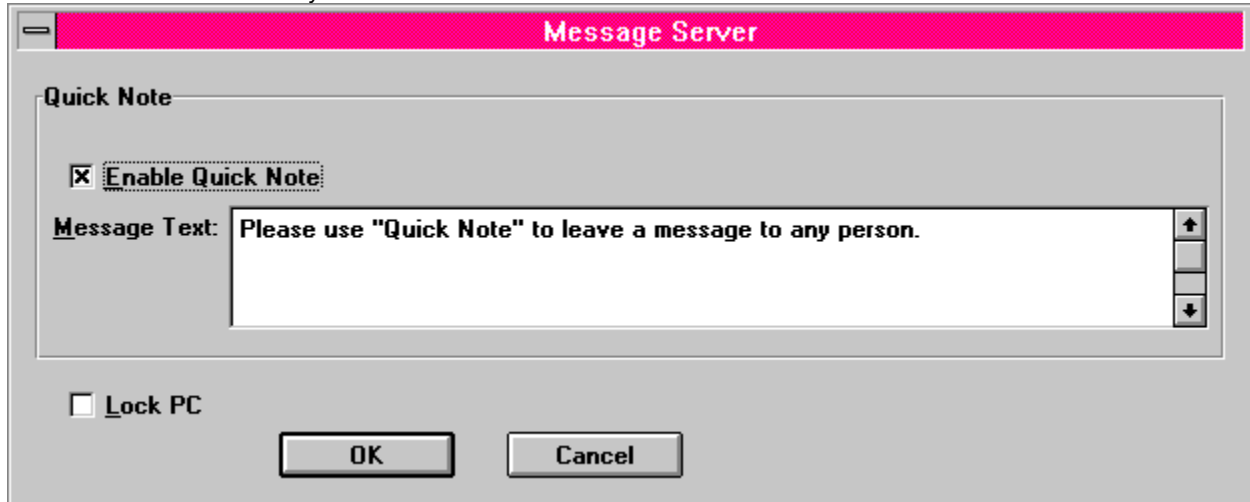 Message Server
Quick Note
Enable Quick Note
Message Text: Please use "Quick Note" to leave a message to any person.
Lock PC
OK Cancel